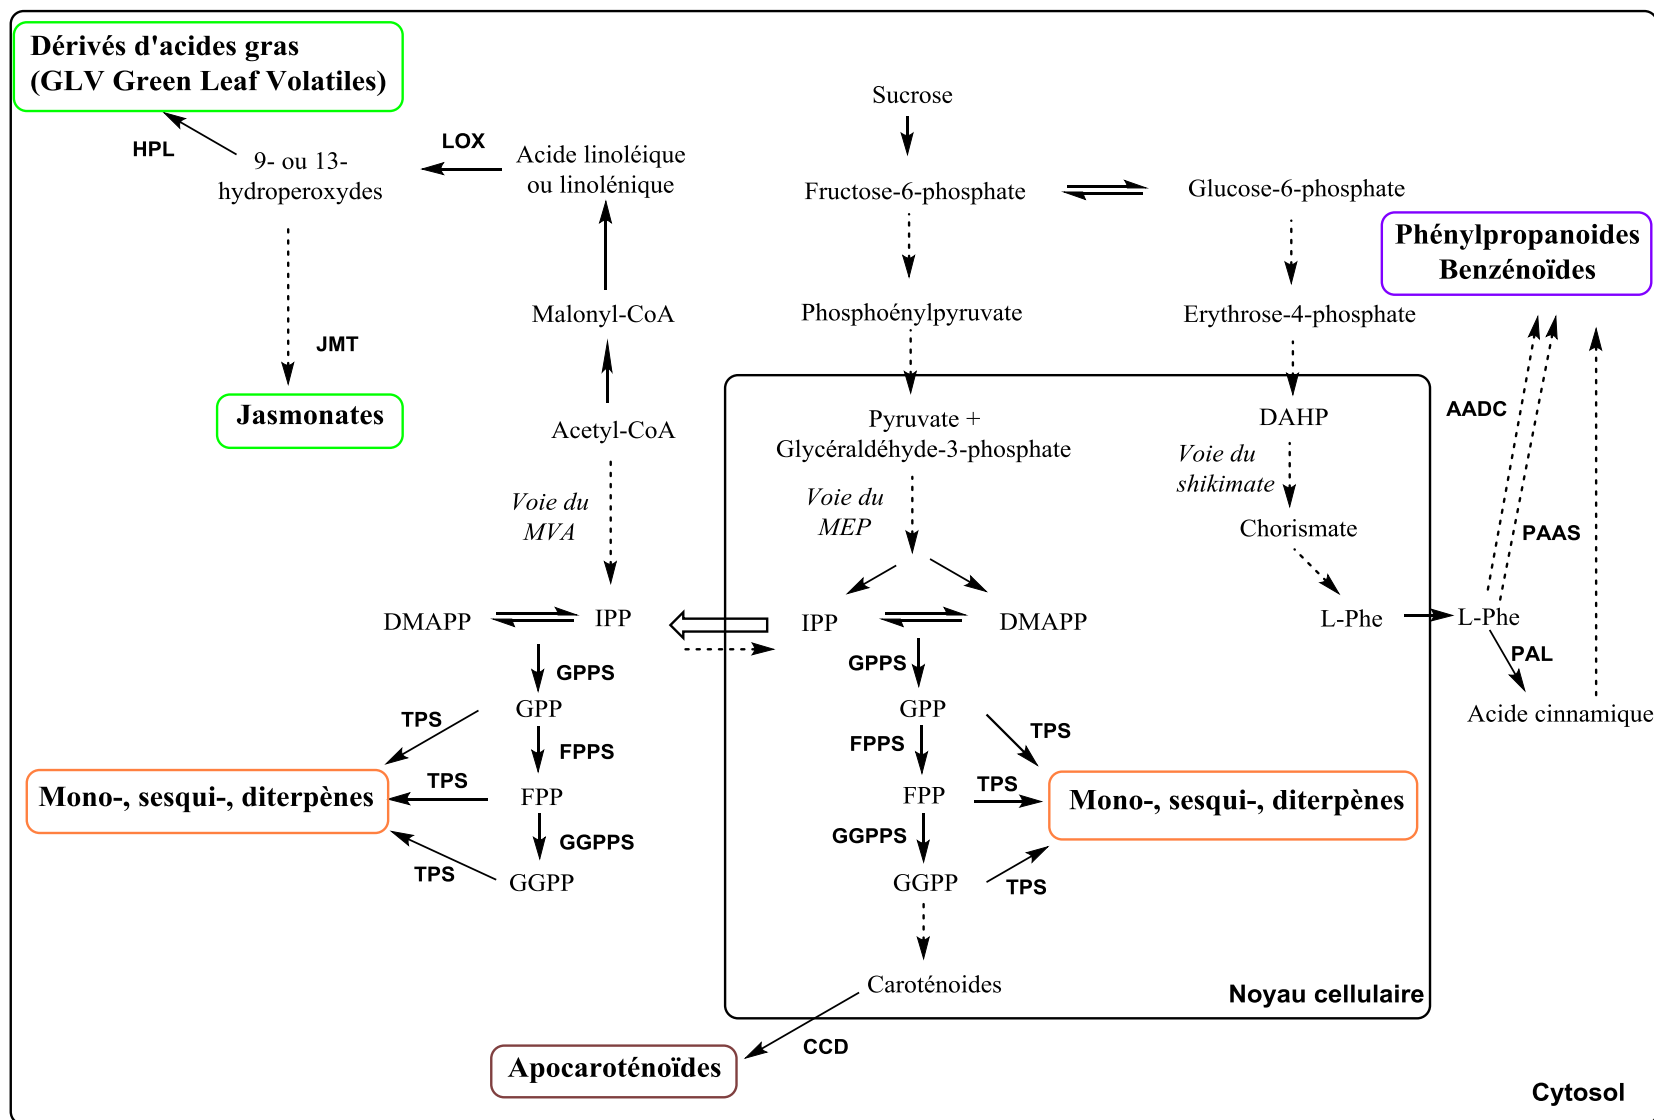 Dérivés d'acides gras
(GLV Green Leaf Volatiles)
HPL
9- ou 13-
hydroperoxydes
LOX
Acide linoléique
ou linolénique
Sucrose
Fructose-6-phosphate
Glucose-6-phosphate
Phénylpropanoides
Benzénoïdes
Malonyl-CoA
Phosphoénylpyruvate
Erythrose-4-phosphate
JMT
Jasmonates
Acetyl-CoA
Pyruvate +
Glycéraldéhyde-3-phosphate
DAHP
AADC
Voie du
MVA
Voie du
MEP
Voie du
shikimate
Chorismate
PAAS
DMAPP
IPP
IPP
DMAPP
L-Phe
L-Phe
PAL
Acide cinnamique
GPPS
GPP
TPS
FPPS
TPS
FPP
GGPPS
TPS
GGPP
Mono-, sesqui-, diterpènes
GPPS
GPP
TPS
FPPS
TPS
FPP
GGPPS
TPS
GGPP
Mono-, sesqui-, diterpènes
Caroténoides
Noyau cellulaire
CCD
Apocaroténoïdes
Cytosol